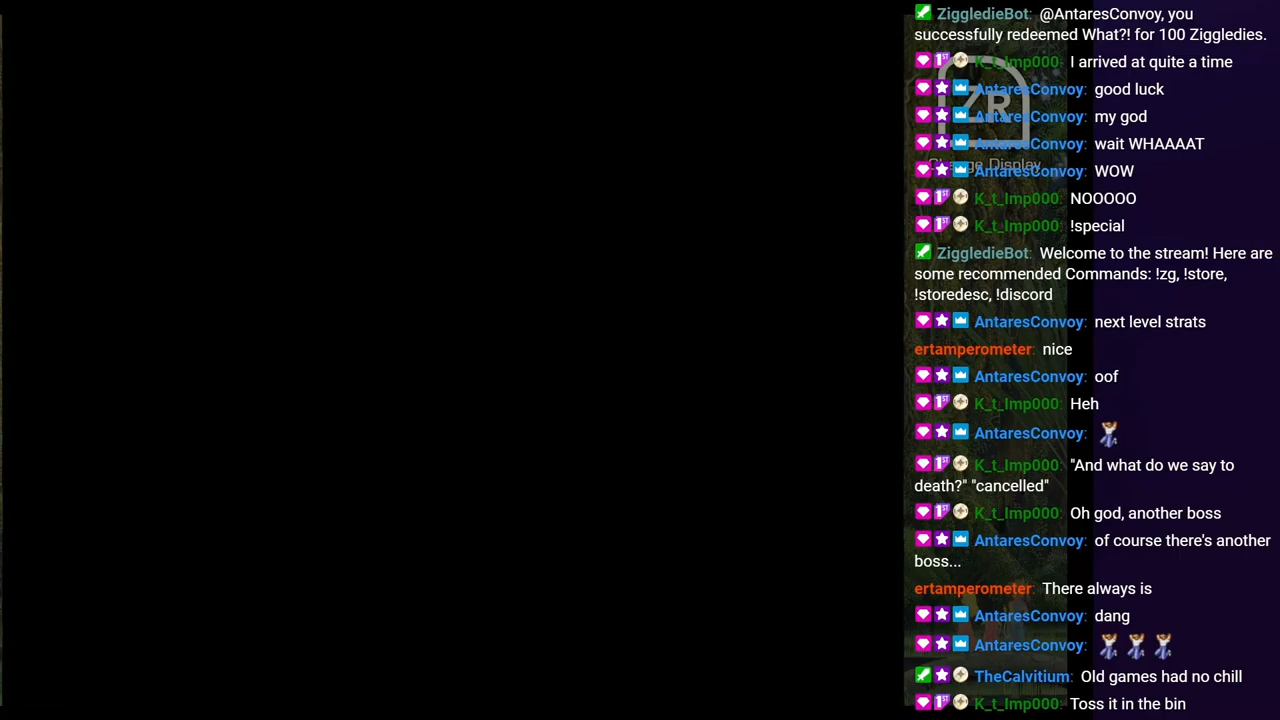 ZiggledieBot: @AntaresConvoy, you
successfully redeemed What?! for 100 Ziggledies.
K_t_Imp000: I arrived at quite a time
AntaresConvoy: good luck
ZR
AntaresConvoy: my god
AntaresConvoy: wait WHAAAAT
Change Display
AntaresConvoy: WOW
K_t_Imp000: NOOOOO
K_t_Imp000: !special
ZiggledieBot: Welcome to the stream! Here are
some recommended Commands: !zg, !store,
!storedesc, !discord
AntaresConvoy: next level strats
ertamperometer: nice
AntaresConvoy: oof
K_t_Imp000: Heh
AntaresConvoy:
K_t_Imp000: "And what do we say to
death?" "cancelled"
K_t_Imp000: Oh god, another boss
AntaresConvoy: of course there's another
boss...
ertamperometer: There always is
AntaresConvoy: dang
AntaresConvoy:
TheCalvitium: Old games had no chill
K_t_Imp000: Toss it in the bin